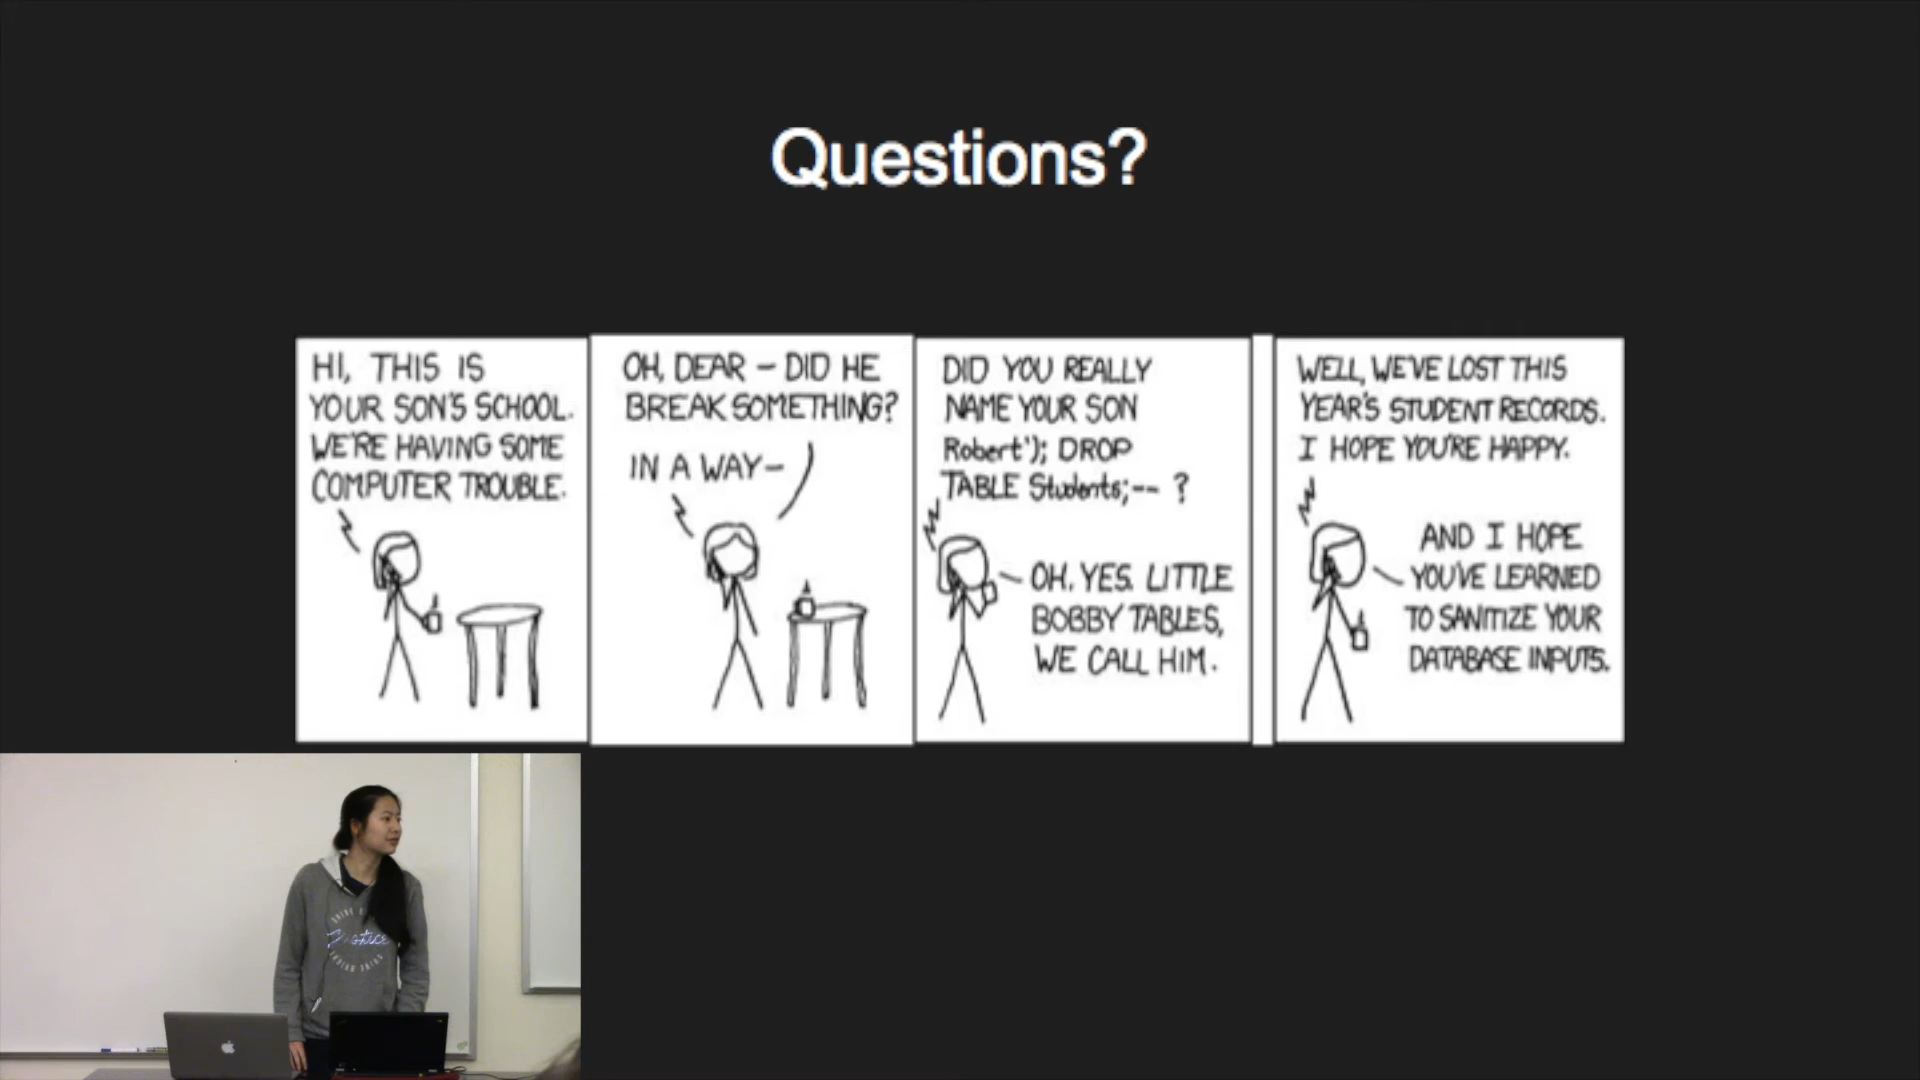 Questions?
HI, THIS IS
YOUR SON'S SCHOOL.
WE'RE HAVING SOME
COMPUTER TROUBLE.
OH, DEAR – DID HE
BREAK SOMETHING?
IN A WAY–
DID YOU REALLY
NAME YOUR SON
Robert'); DROP
TABLE Students;-- ?
OH. YES. LITTLE
BOBBY TABLES,
WE CALL HIM.
WELL, WE'VE LOST THIS
YEAR'S STUDENT RECORDS.
I HOPE YOU'RE HAPPY.
AND I HOPE
YOU'VE LEARNED
TO SANITIZE YOUR
DATABASE INPUTS.